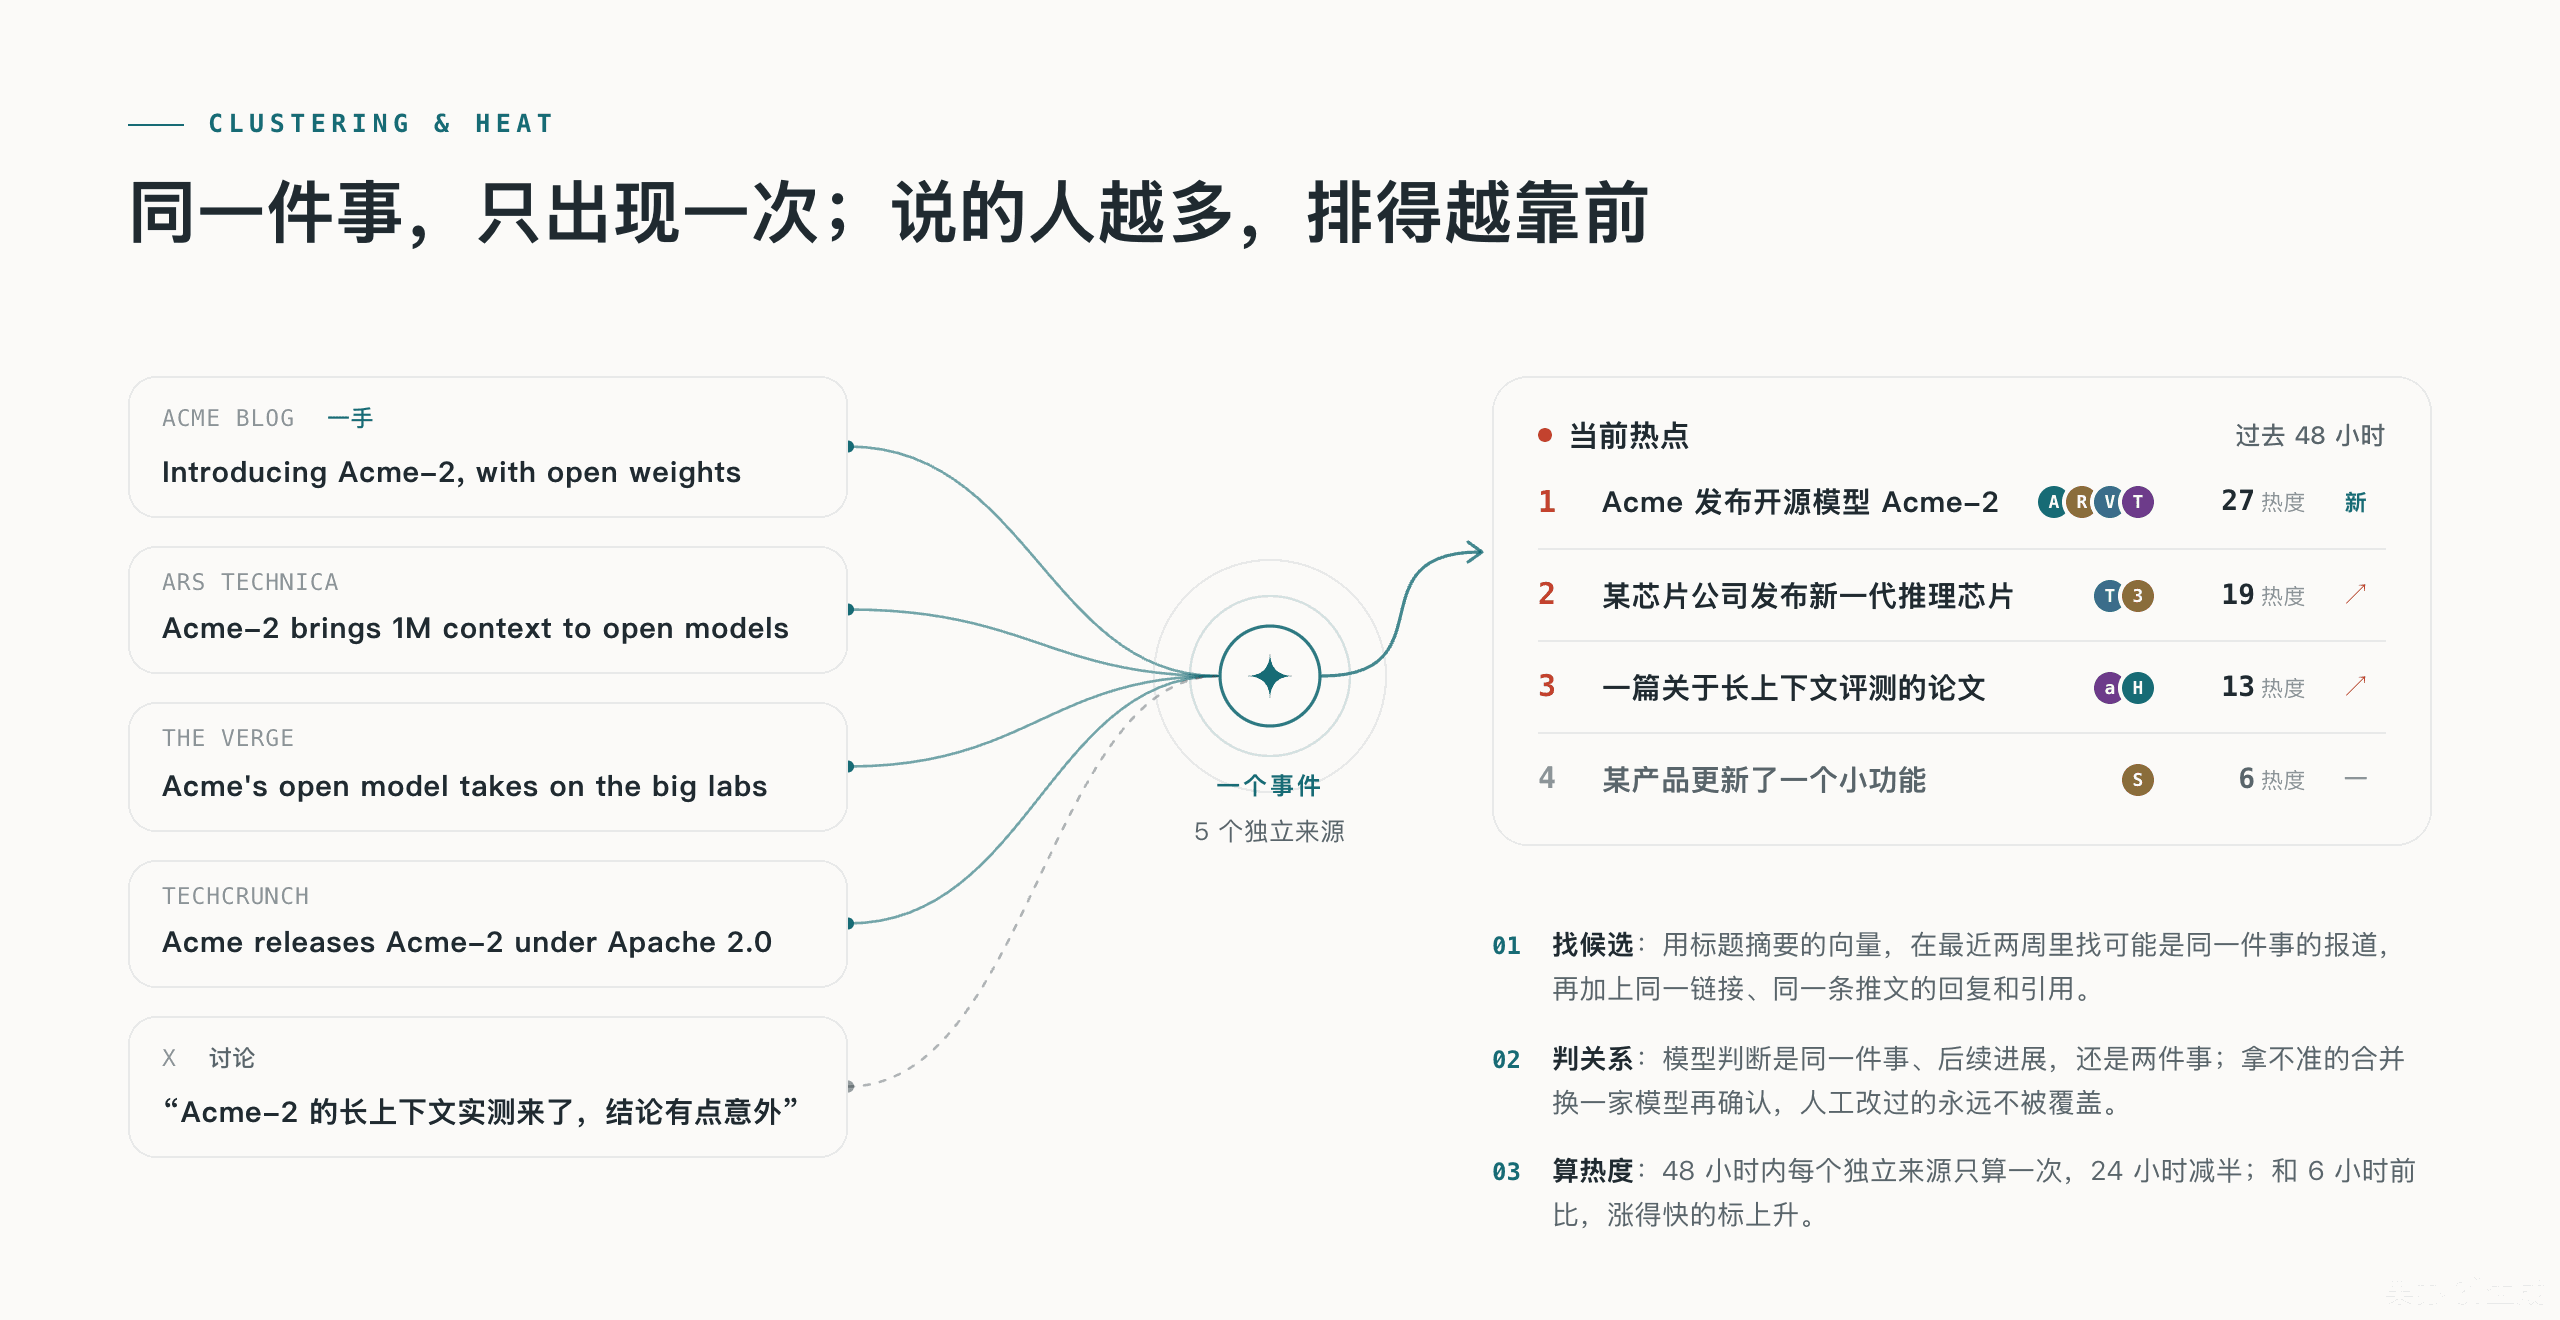 CLUSTERING & HEAT
同一件事，只出现一次；说的人越多，排得越靠前
ACME BLOG 一手
Introducing Acme-2, with open weights
ARS TECHNICA
Acme-2 brings 1M context to open models
THE VERGE
Acme's open model takes on the big labs
TECHCRUNCH
Acme releases Acme-2 under Apache 2.0
X 讨论
“Acme-2 的长上下文实测来了，结论有点意外”
一个事件
5 个独立来源
当前热点 过去 48 小时
1 Acme 发布开源模型 Acme-2 A R V T 27 热度 新
2 某芯片公司发布新一代推理芯片 T 3 19 热度 ↗
3 一篇关于长上下文评测的论文 a H 13 热度 ↗
4 某产品更新了一个小功能 S 6 热度 —
01 找候选：用标题摘要的向量，在最近两周里找可能是同一件事的报道，
再加上同一链接、同一条推文的回复和引用。
02 判关系：模型判断是同一件事、后续进展，还是两件事；拿不准的合并
换一家模型再确认，人工改过的永远不被覆盖。
03 算热度：48 小时内每个独立来源只算一次，24 小时减半；和 6 小时前
比，涨得快的标上升。